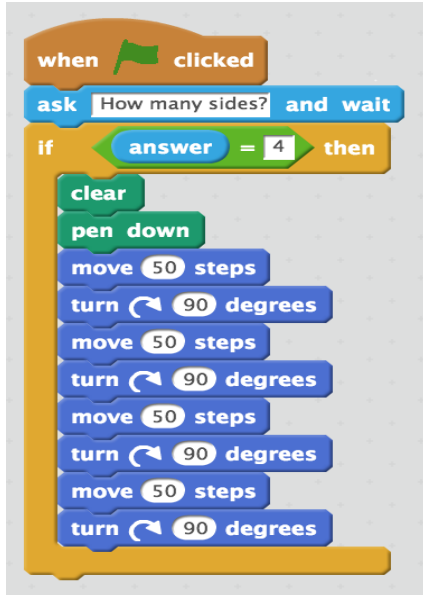 when clicked
ask How many sides? and wait
if answer = 4 then
clear
pen down
move 50 steps
turn 90 degrees
move 50 steps
turn 90 degrees
move 50 steps
turn 90 degrees
move 50 steps
turn 90 degrees